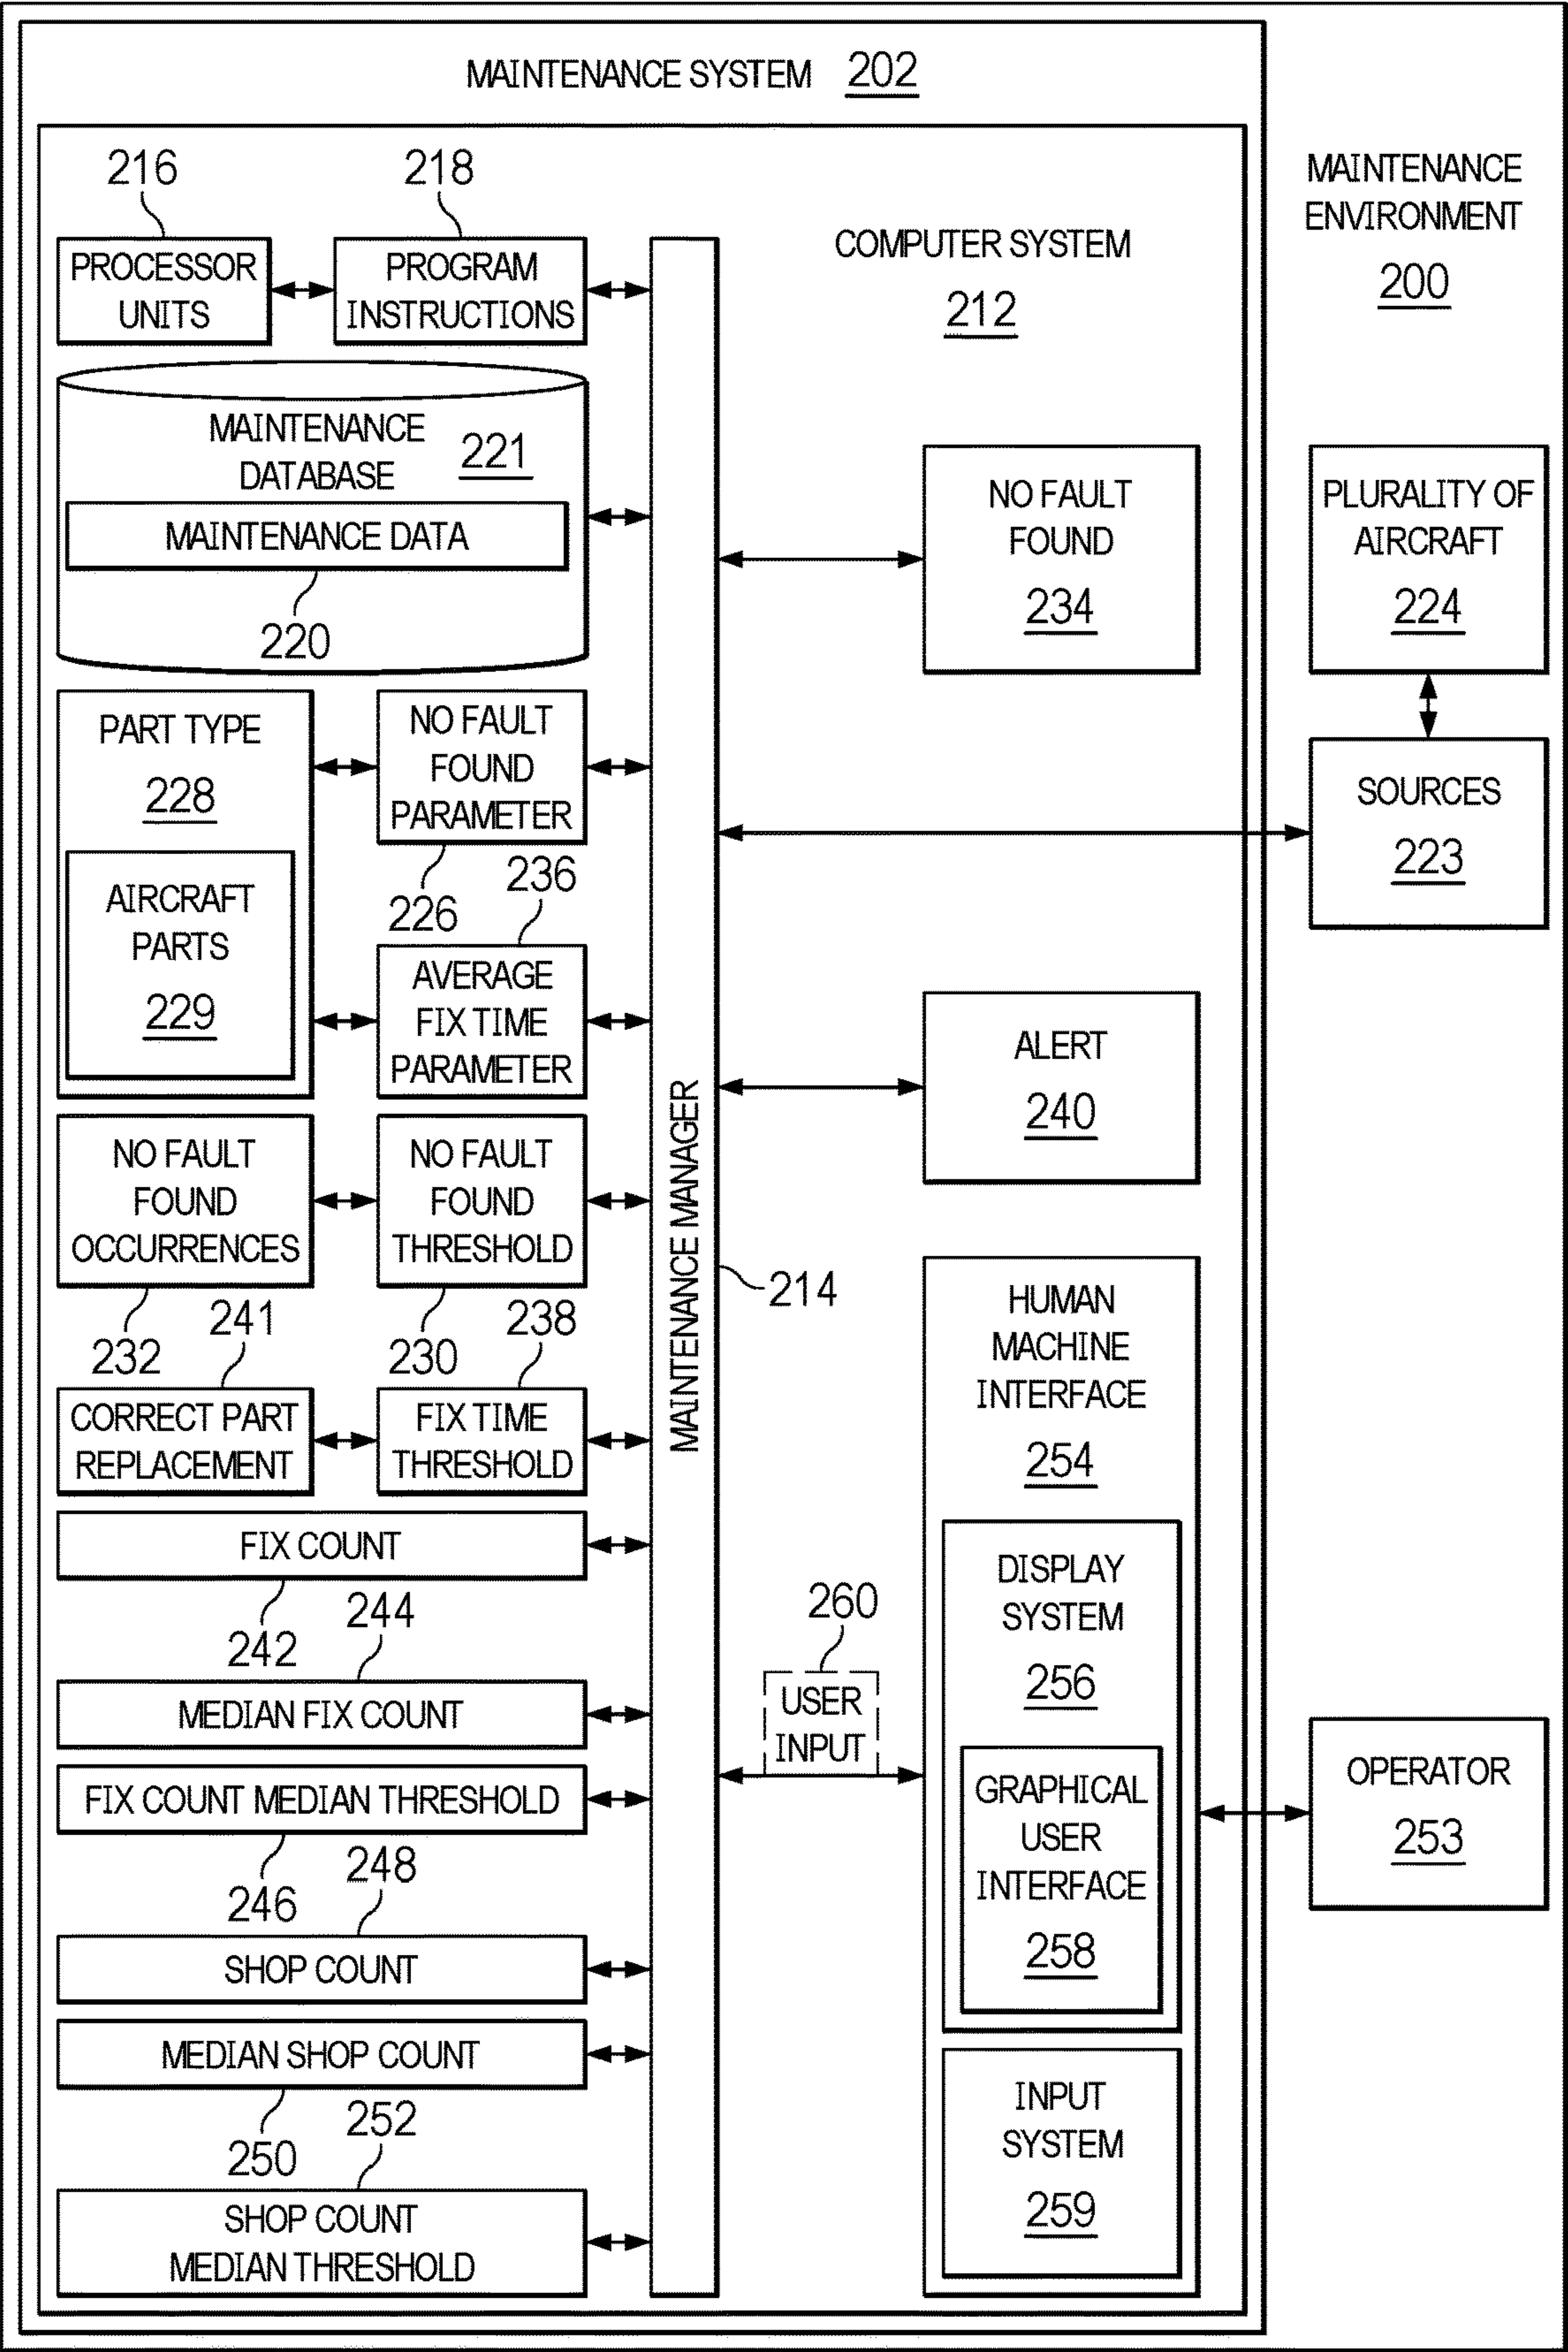 MAINTENANCE SYSTEM 202
MAINTENANCE
ENVIRONMENT
200
COMPUTER SYSTEM
212
216
PROCESSOR
UNITS
218
PROGRAM
INSTRUCTIONS
MAINTENANCE
DATABASE
221
MAINTENANCE DATA
220
PART TYPE
228
AIRCRAFT
PARTS
229
NO FAULT
FOUND
PARAMETER
226
236
AVERAGE
FIX TIME
PARAMETER
NO FAULT
FOUND
OCCURRENCES
232
NO FAULT
FOUND
THRESHOLD
230
241
CORRECT PART
REPLACEMENT
238
FIX TIME
THRESHOLD
FIX COUNT
242
244
MEDIAN FIX COUNT
FIX COUNT MEDIAN THRESHOLD
246
248
SHOP COUNT
MEDIAN SHOP COUNT
250
252
SHOP COUNT
MEDIAN THRESHOLD
MAINTENANCE MANAGER
214
NO FAULT
FOUND
234
ALERT
240
HUMAN
MACHINE
INTERFACE
254
DISPLAY
SYSTEM
256
GRAPHICAL
USER
INTERFACE
258
INPUT
SYSTEM
259
260
USER
INPUT
PLURALITY OF
AIRCRAFT
224
SOURCES
223
OPERATOR
253